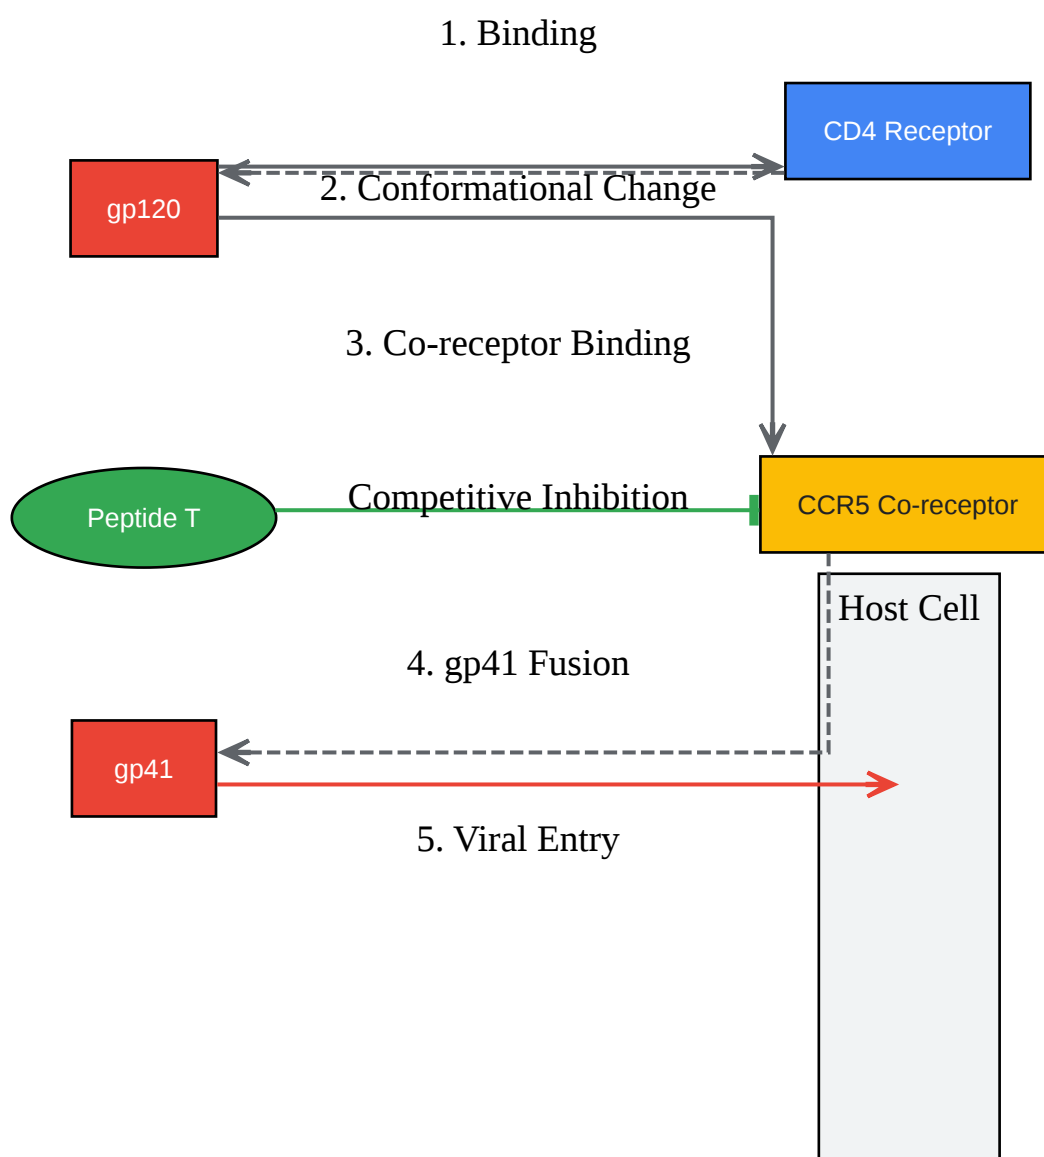 1. Binding
CD4 Receptor
2. Conformational Change
gp120
3. Co-receptor Binding
Competitive Inhibition
CCR5 Co-receptor
Peptide T
Host Cell
4. gp41 Fusion
gp41
5. Viral Entry